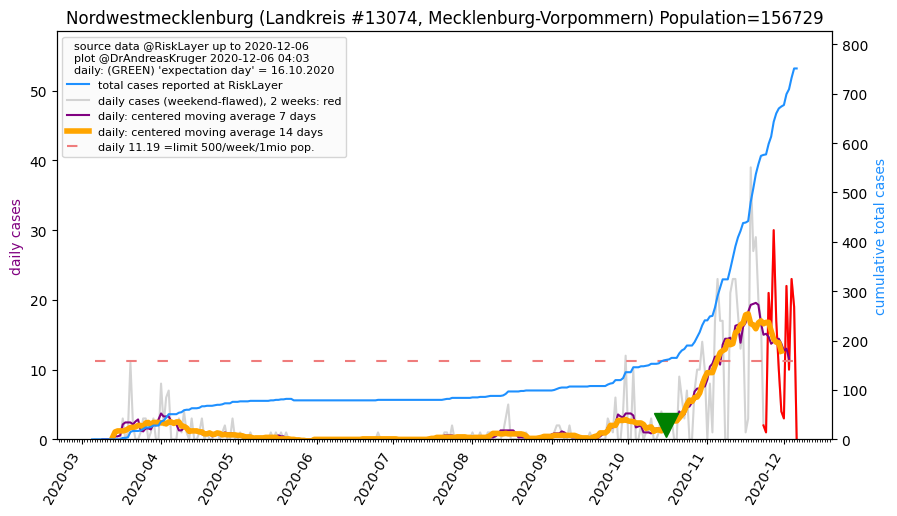 Nordwestmecklenburg (Landkreis #13074, Mecklenburg-Vorpommern) Population=156729
source data @RiskLayer up to 2020-12-06
plot @DrAndreasKruger 2020-12-06 04:03
daily: (GREEN) 'expectation day' = 16.10.2020
total cases reported at RiskLayer
daily cases (weekend-flawed), 2 weeks: red
daily: centered moving average 7 days
daily: centered moving average 14 days
daily 11.19 =limit 500/week/1mio pop.
daily cases
50
40
30
20
10
0
cumulative total cases
800
700
600
500
400
300
200
100
0
2020-03
2020-04
2020-05
2020-06
2020-07
2020-08
2020-09
2020-10
2020-11
2020-12